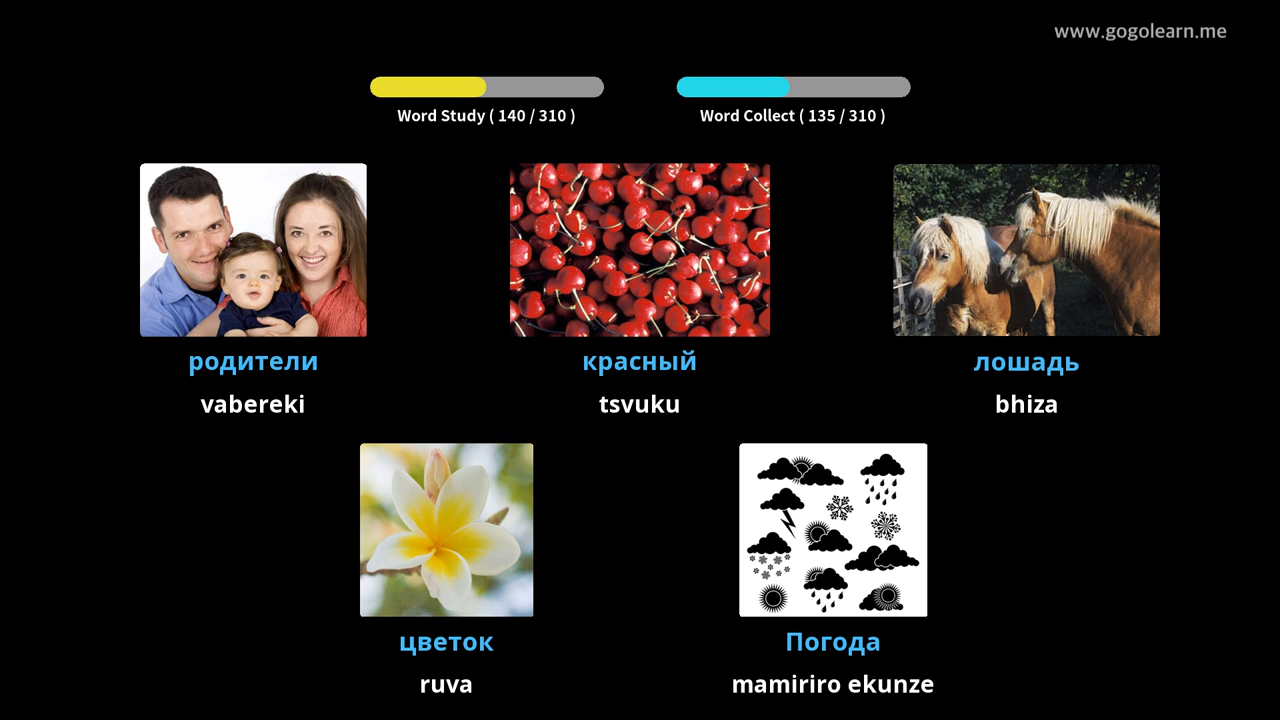 www.gogolearn.me
Word Study ( 140 / 310 )
Word Collect ( 135 / 310 )
родители
красный
лошадь
vabereki
tsvuku
bhiza
цветок
Погода
ruva
mamiriro ekunze